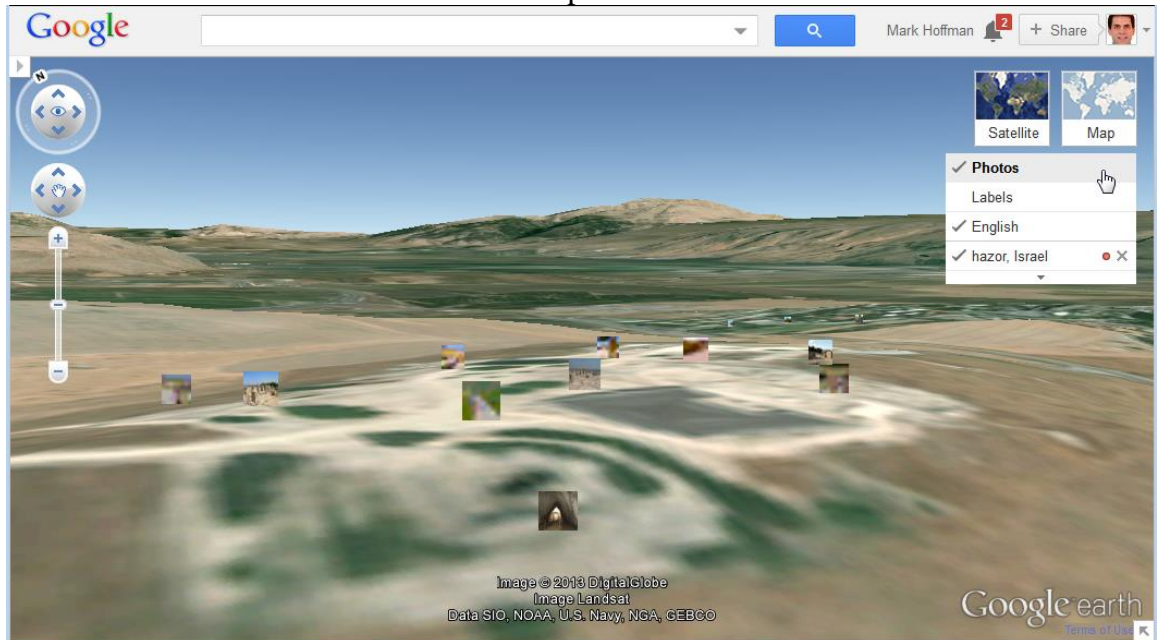 Google
Mark Hoffman
2
+ Share
N
Satellite
Map
Photos
Labels
English
hazor, Israel
Image © 2013 DigitalGlobe
Image Landsat
Data SIO, NOAA, U.S. Navy, NGA, GEBCO
Google earth
Terms of Use